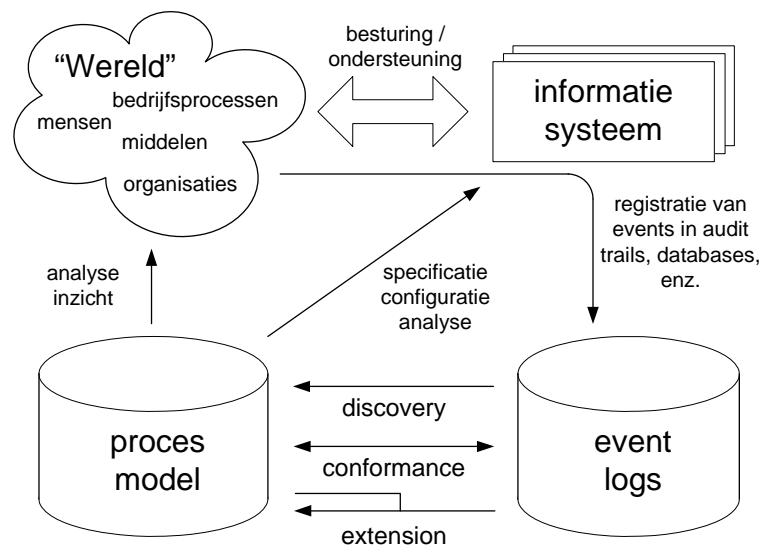 “Wereld”
bedrijfsprocessen
mensen
middelen
organisaties
besturing /
ondersteuning
informatie
systeem
registratie van
events in audit
trails, databases,
enz.
analyse
inzicht
specificatie
configuratie
analyse
proces
model
discovery
conformance
extension
event
logs